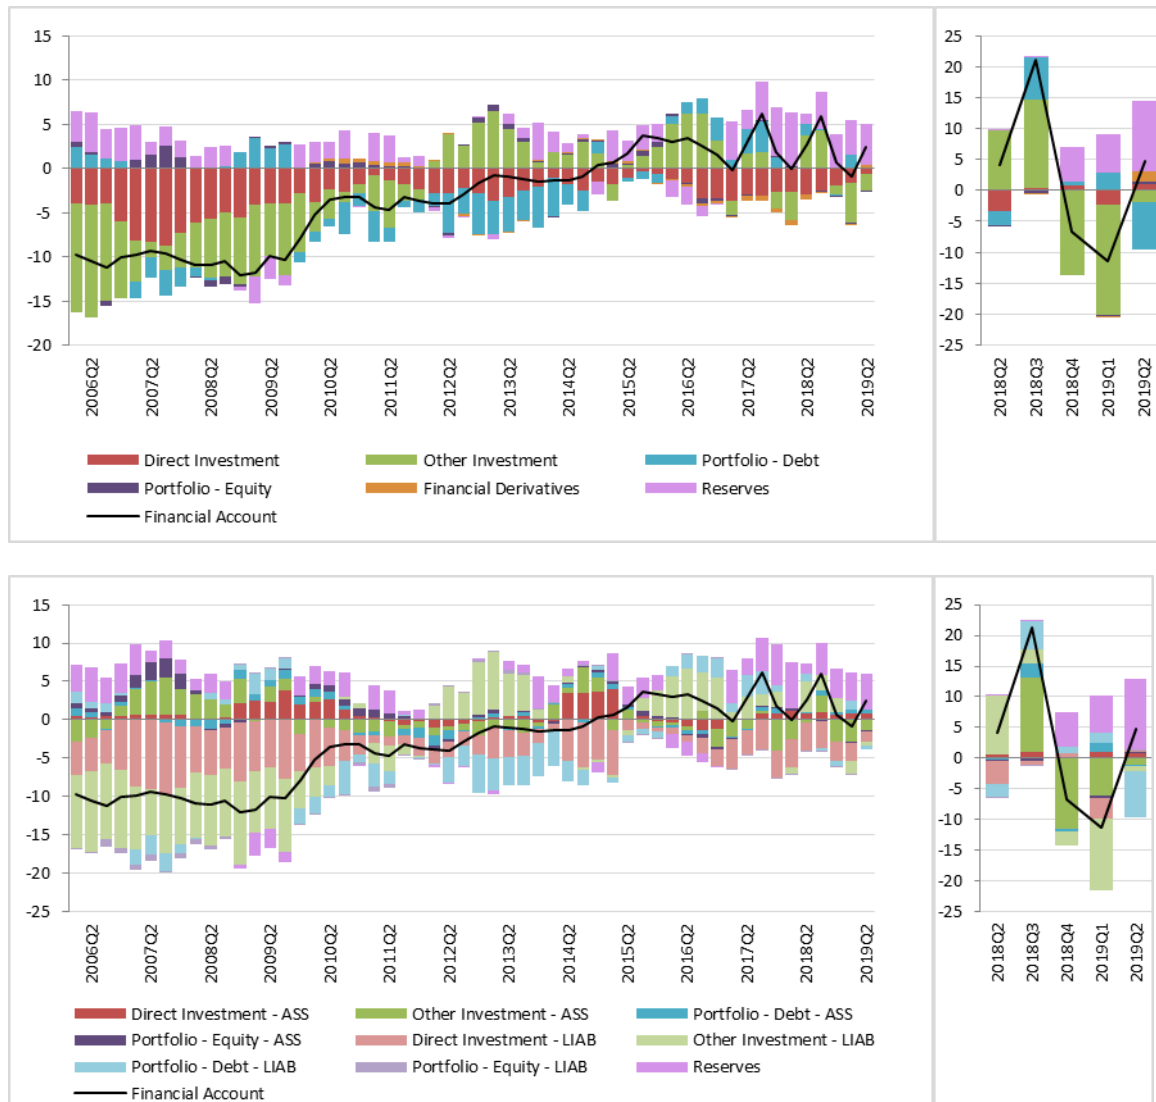 15
10
5
0
-5
-10
-15
-20
2006Q2
2007Q2
2008Q2
2009Q2
2010Q2
2011Q2
2012Q2
2013Q2
2014Q2
2015Q2
2016Q2
2017Q2
2018Q2
2019Q2
Direct Investment
Other Investment
Portfolio - Debt
Portfolio - Equity
Financial Derivatives
Reserves
Financial Account
25
20
15
10
5
0
-5
-10
-15
-20
-25
2018Q2
2018Q3
2018Q4
2019Q1
2019Q2
15
10
5
0
-5
-10
-15
-20
-25
2006Q2
2007Q2
2008Q2
2009Q2
2010Q2
2011Q2
2012Q2
2013Q2
2014Q2
2015Q2
2016Q2
2017Q2
2018Q2
2019Q2
Direct Investment - ASS
Other Investment - ASS
Portfolio - Debt - ASS
Portfolio - Equity - ASS
Direct Investment - LIAB
Other Investment - LIAB
Portfolio - Debt - LIAB
Portfolio - Equity - LIAB
Reserves
Financial Account
25
20
15
10
5
0
-5
-10
-15
-20
-25
2018Q2
2018Q3
2018Q4
2019Q1
2019Q2